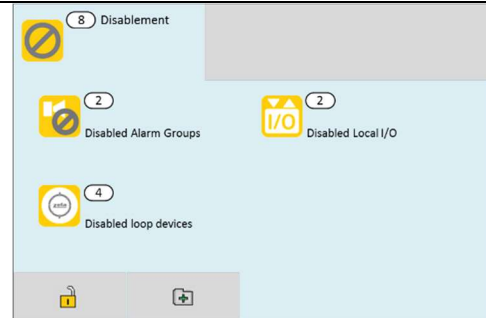 8 Disablement
2
Disabled Alarm Groups
I/O
2
Disabled Local I/O
4
Disabled loop devices